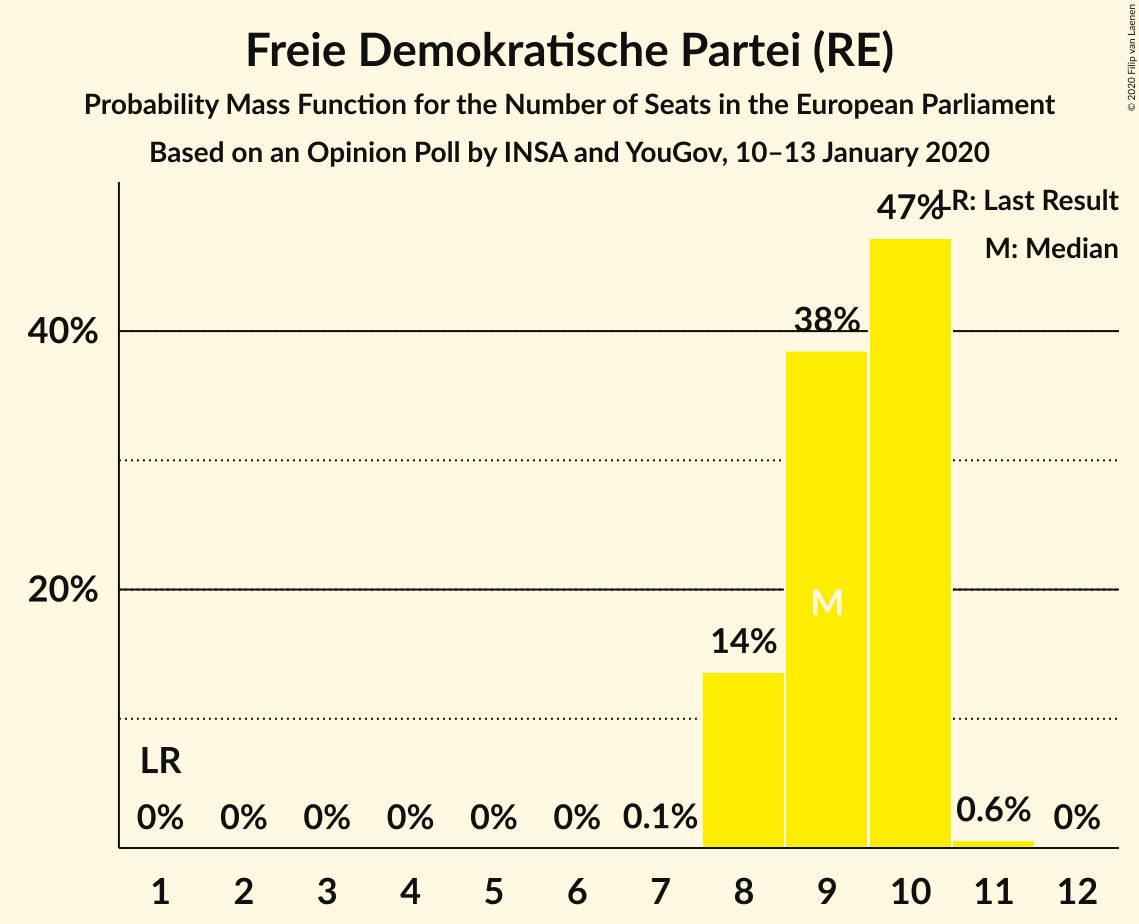 Freie Demokratische Partei (RE)
Probability Mass Function for the Number of Seats in the European Parliament
Based on an Opinion Poll by INSA and YouGov, 10–13 January 2020
© 2020 Filip van Laenen
LR: Last Result
M: Median
47%
38%
40%
20%
M
14%
LR
0% 0% 0% 0% 0% 0% 0.1% 0.6% 0%
1 2 3 4 5 6 7 8 9 10 11 12